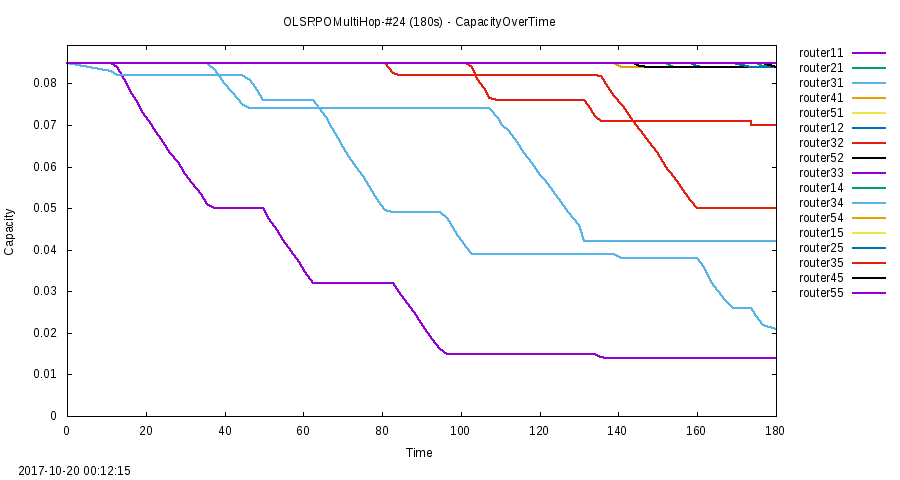 OLSRPOMultiHop-#24 (180s) - CapacityOverTime
Capacity
0.08
0.07
0.06
0.05
0.04
0.03
0.02
0.01
0
0 20 40 60 80 100 120 140 160 180
Time
router11
router21
router31
router41
router51
router12
router32
router52
router33
router14
router34
router54
router15
router25
router35
router45
router55
2017-10-20 00:12:15